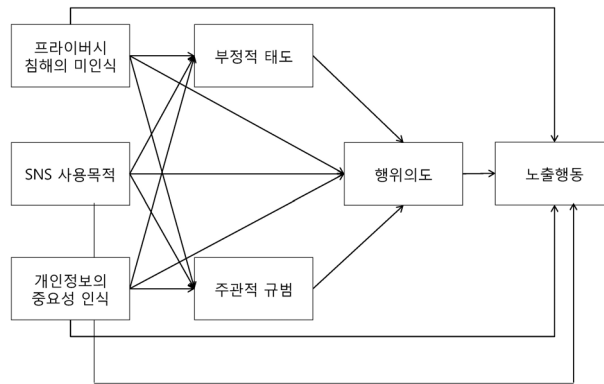 프라이버시
침해의 미인식
부정적 태도
SNS 사용목적
행위의도
노출행동
개인정보의
중요성 인식
주관적 규범